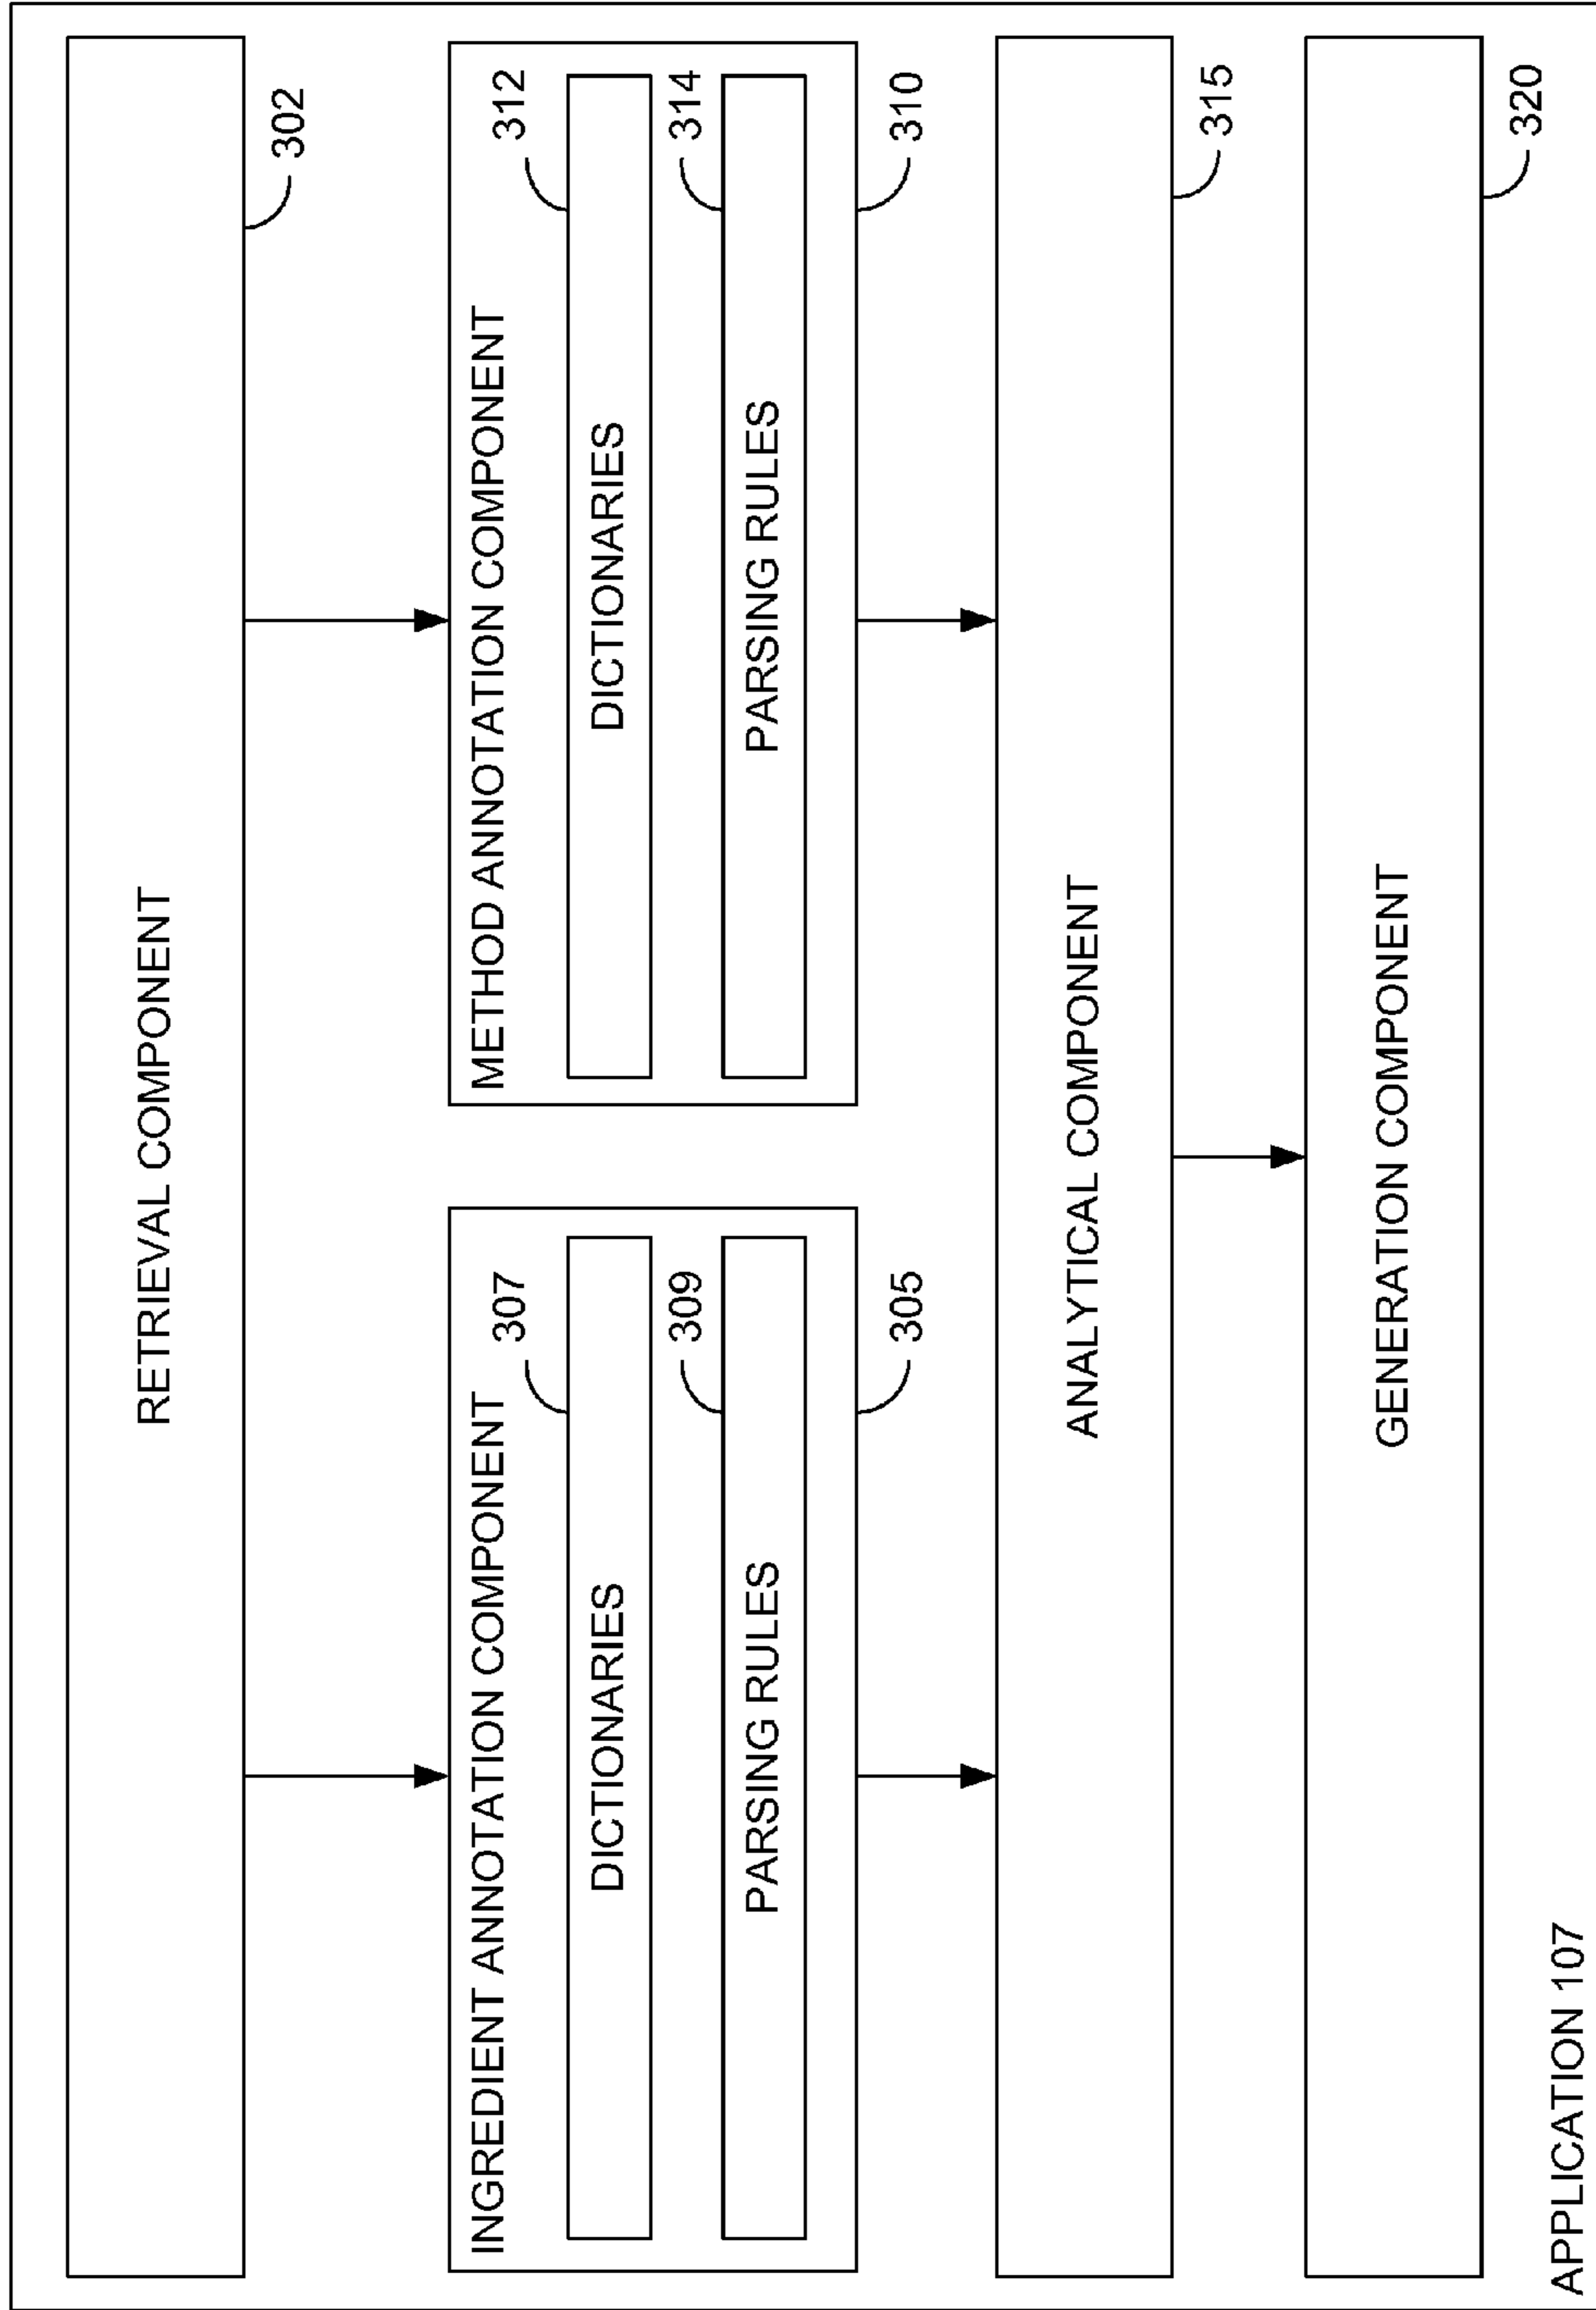 RETRIEVAL COMPONENT
302
INGREDIENT ANNOTATION COMPONENT
307
DICTIONARIES
309
PARSING RULES
305
METHOD ANNOTATION COMPONENT
312
DICTIONARIES
314
PARSING RULES
310
ANALYTICAL COMPONENT
315
GENERATION COMPONENT
320
APPLICATION 107